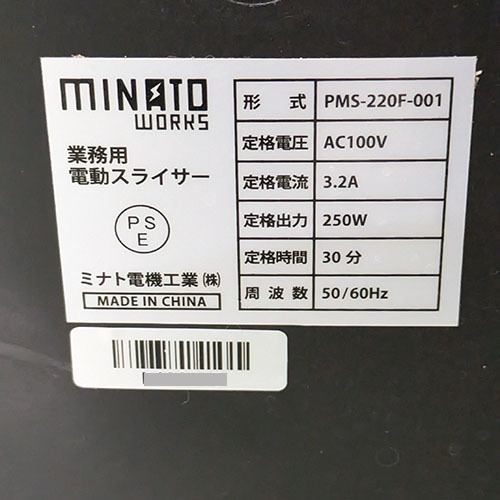 MINATO
WORKS
業務用
電動スライサー
PS
E
ミナト電機工業㈱
MADE IN CHINA
形 式 PMS-220F-001
定格電圧 AC100V
定格電流 3.2A
定格出力 250W
定格時間 30 分
周 波 数 50/60Hz